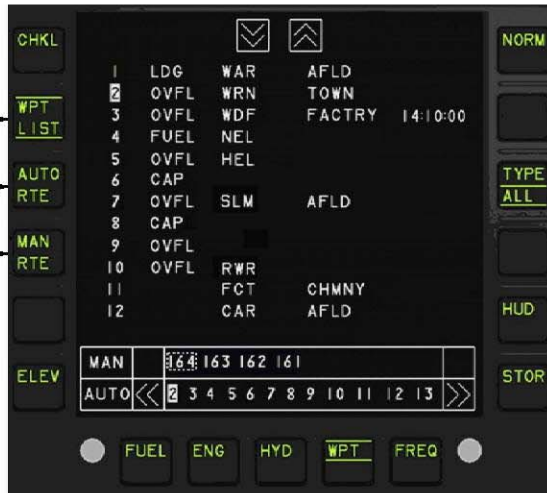 CHKL
NORM
1 LDG WAR AFLD
2 OVFL WRN TOWN
3 OVFL WDF FACTRY 14:10:00
4 FUEL NEL
5 OVFL HEL
6 CAP
7 OVFL SLM AFLD
8 CAP
9 OVFL
10 OVFL RWR
11 FCT CHMNY
12 CAR AFLD
WPT
LIST
AUTO
RTE
MAN
RTE
ELEV
TYPE
ALL
HUD
STOR
MAN 164 163 162 161
AUTO 2 3 4 5 6 7 8 9 10 11 12 13
FUEL ENG HYD WPT FREQ